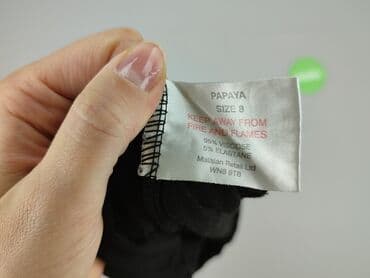 PAPAYA
SIZE 8
KEEP AWAY FROM
FIRE AND FLAMES
95% VISCOSE
5% ELASTANE
Matalan Retail Ltd
WN8 9TB